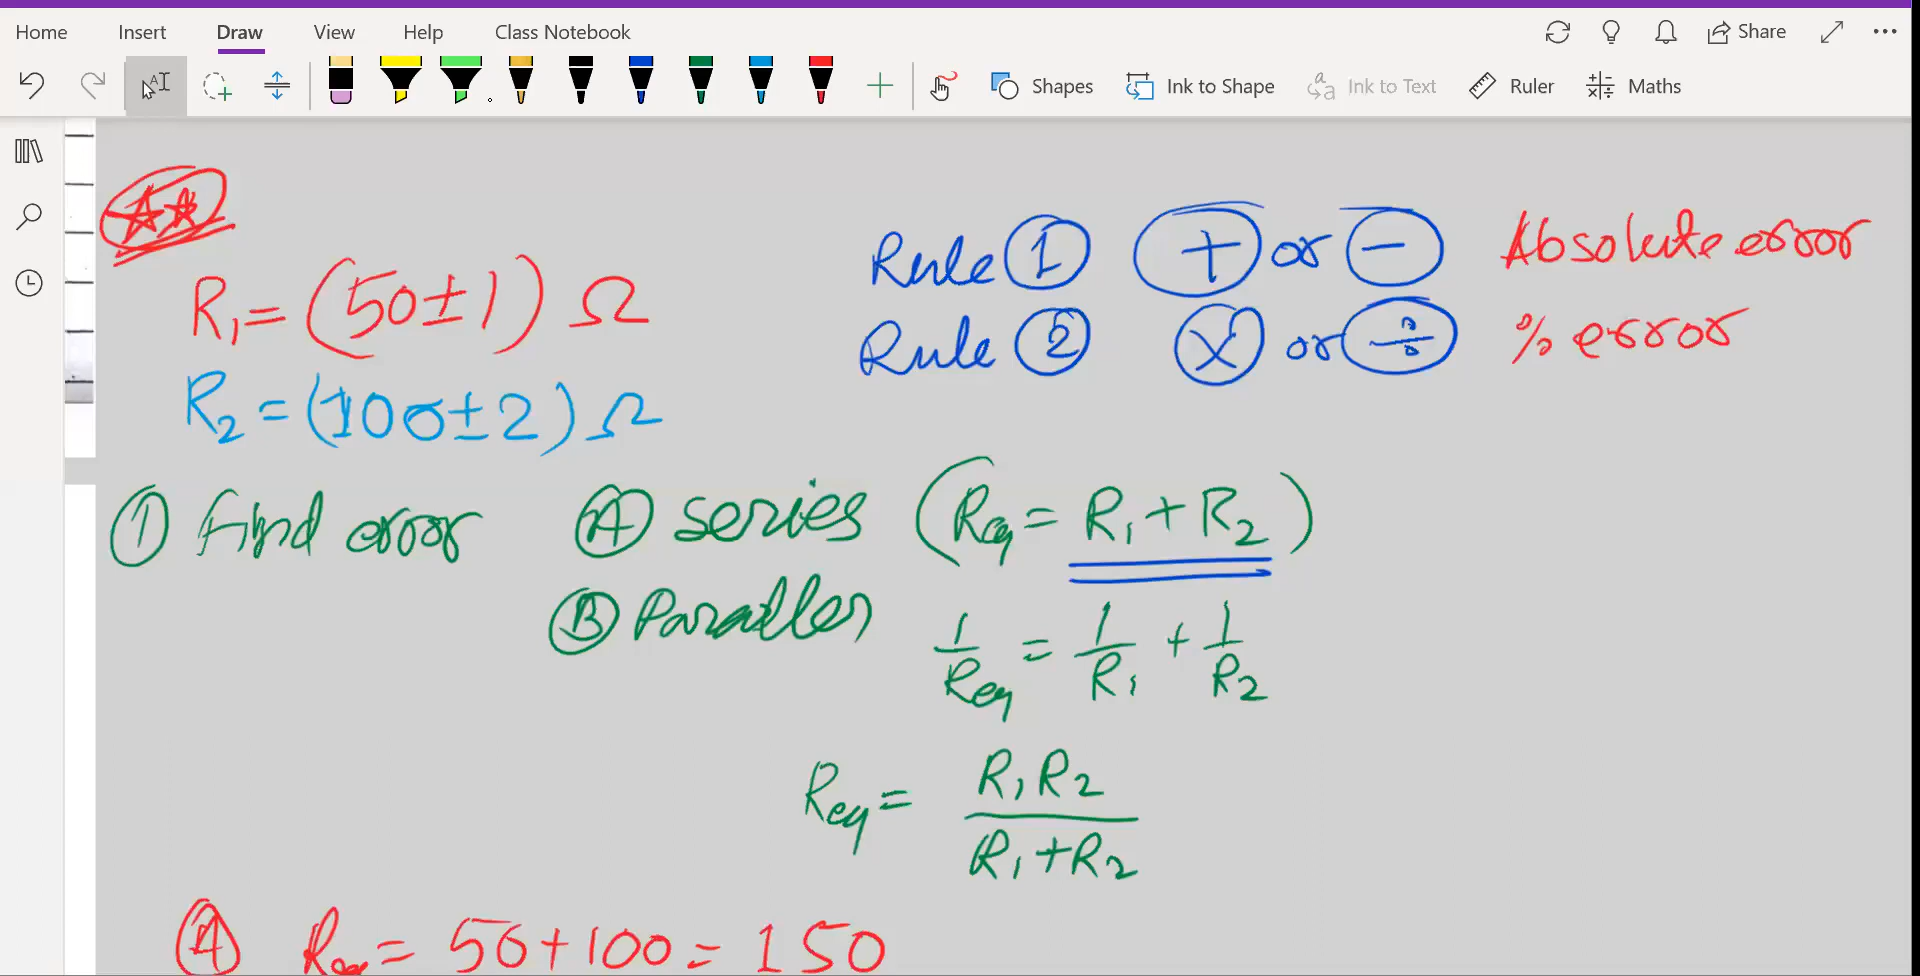 Home Insert Draw View Help Class Notebook Share
Shapes Ink to Shape Ink to Text Ruler Maths
R₁ = (50±1) Ω
R₂ = (100±2) Ω
Rule ① + or − Absolute error
Rule ② × or ÷ % error
① Find error Ⓐ series (Req = R₁ + R₂)
Ⓑ Parallel 1/Req = 1/R₁ + 1/R₂
Req = R₁R₂/(R₁+R₂)
Ⓐ Req = 50+100 = 150